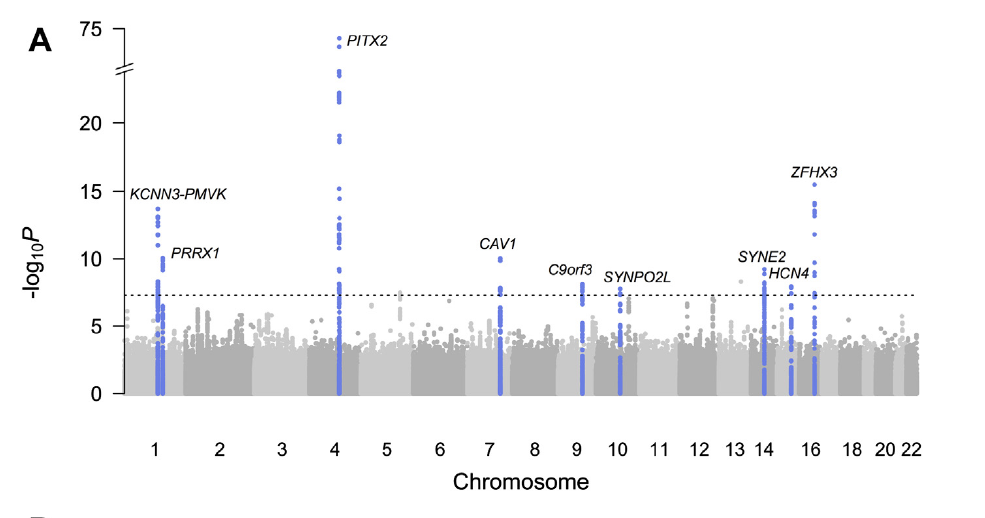 A
75
PITX2
20
ZFHX3
15
KCNN3-PMVK
PRRX1
CAV1
10
SYNE2
C9orf3
HCN4
SYNPO2L
5
0
-log10P
1 2 3 4 5 6 7 8 9 10 11 12 13 14 16 18 20 22
Chromosome